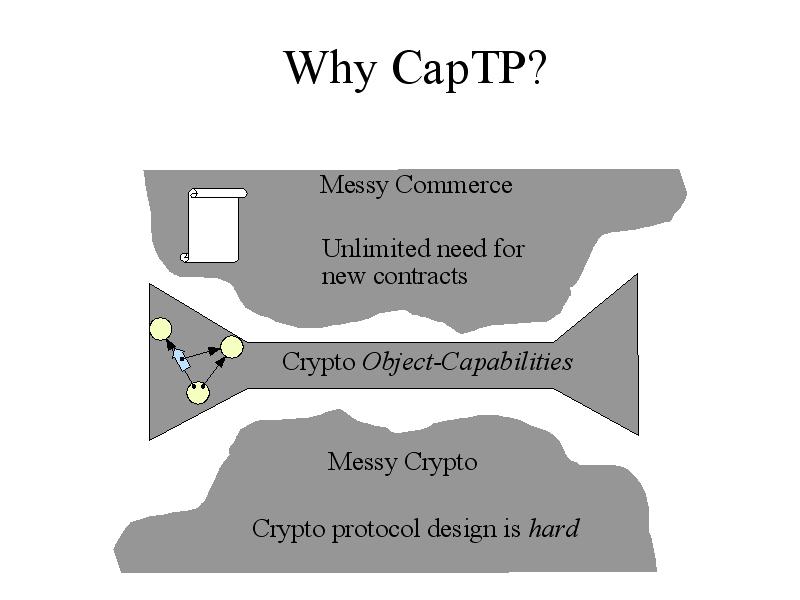 Why CapTP?
Messy Commerce
Unlimited need for
new contracts
Crypto Object-Capabilities
Messy Crypto
Crypto protocol design is hard